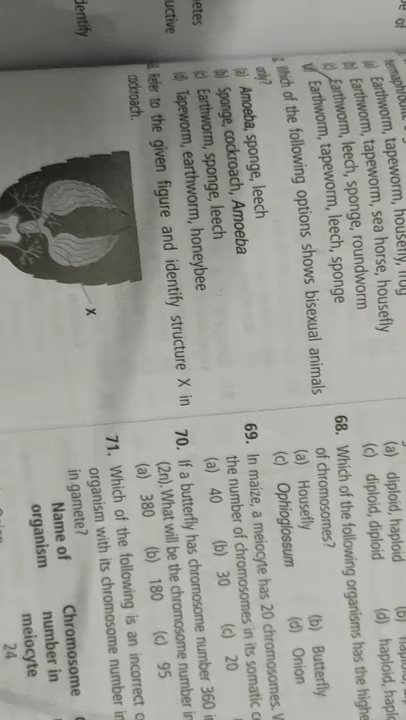 Earthworm, tapeworm, housefly, frog
(a) Earthworm, tapeworm, sea horse, housefly
(b) Earthworm, leech, sponge, roundworm
(c) Earthworm, tapeworm, leech, sponge
Which of the following options shows bisexual animals
only?
(a) Amoeba, sponge, leech
(b) Sponge, cockroach, Amoeba
(c) Earthworm, sponge, leech
(d) Tapeworm, earthworm, honeybee
Refer to the given figure and identify structure X in
cockroach.
X
(a) diploid, haploid
(c) diploid, diploid
(d) haploid,
68. Which of the following organisms has the
of chromosomes?
(a) Housefly (b) Butterfly
(c) Ophioglossum (d) Onion
69. In maize, a meiocyte has 20 chromosomes.
the number of chromosomes in its somatic
(a) 40 (b) 30 (c) 20
70. If a butterfly has chromosome number 360
(2n). What will be the chromosome number
(a) 380 (b) 180 (c) 95
71. Which of the following is an incorrect
organism with its chromosome number in
in gamete?
Name of Chromosome
organism number in
meiocyte
24